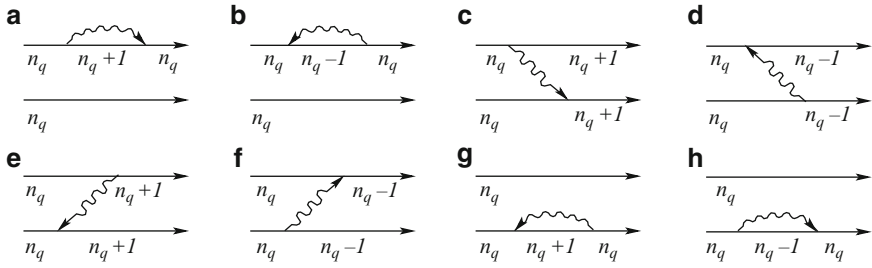 a b c d
n_q n_q+1 n_q n_q n_q−1 n_q n_q n_q+1 n_q n_q−1
n_q n_q n_q n_q+1 n_q n_q−1
e f g h
n_q n_q+1 n_q n_q−1 n_q n_q
n_q n_q+1 n_q n_q−1 n_q n_q+1 n_q n_q n_q−1 n_q